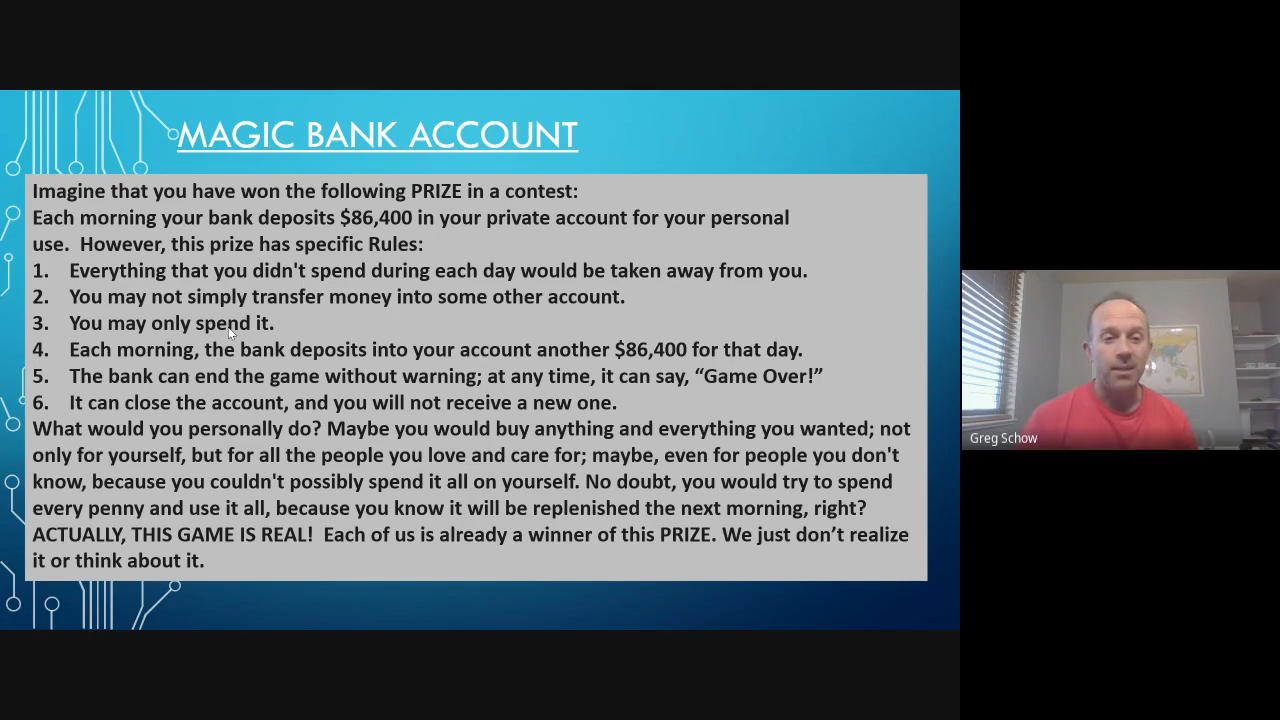 MAGIC BANK ACCOUNT
Imagine that you have won the following PRIZE in a contest:
Each morning your bank deposits $86,400 in your private account for your personal
use.  However, this prize has specific Rules:
1. Everything that you didn't spend during each day would be taken away from you.
2. You may not simply transfer money into some other account.
3. You may only spend it.
4. Each morning, the bank deposits into your account another $86,400 for that day.
5. The bank can end the game without warning; at any time, it can say, “Game Over!”
6. It can close the account, and you will not receive a new one.
What would you personally do? Maybe you would buy anything and everything you wanted; not
only for yourself, but for all the people you love and care for; maybe, even for people you don't
know, because you couldn't possibly spend it all on yourself. No doubt, you would try to spend
every penny and use it all, because you know it will be replenished the next morning, right?
ACTUALLY, THIS GAME IS REAL!  Each of us is already a winner of this PRIZE. We just don’t realize
it or think about it.
Greg Schow